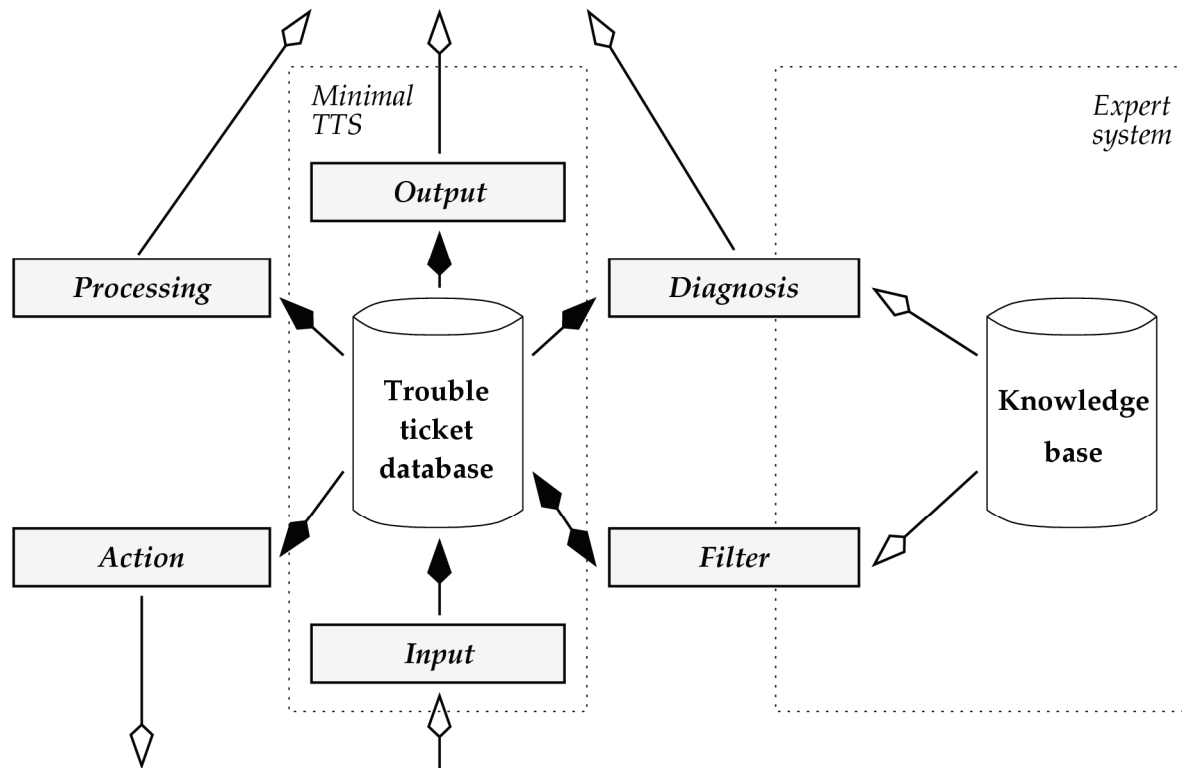 Minimal
TTS
Expert
system
Output
Processing
Diagnosis
Trouble
ticket
database
Knowledge
base
Action
Filter
Input